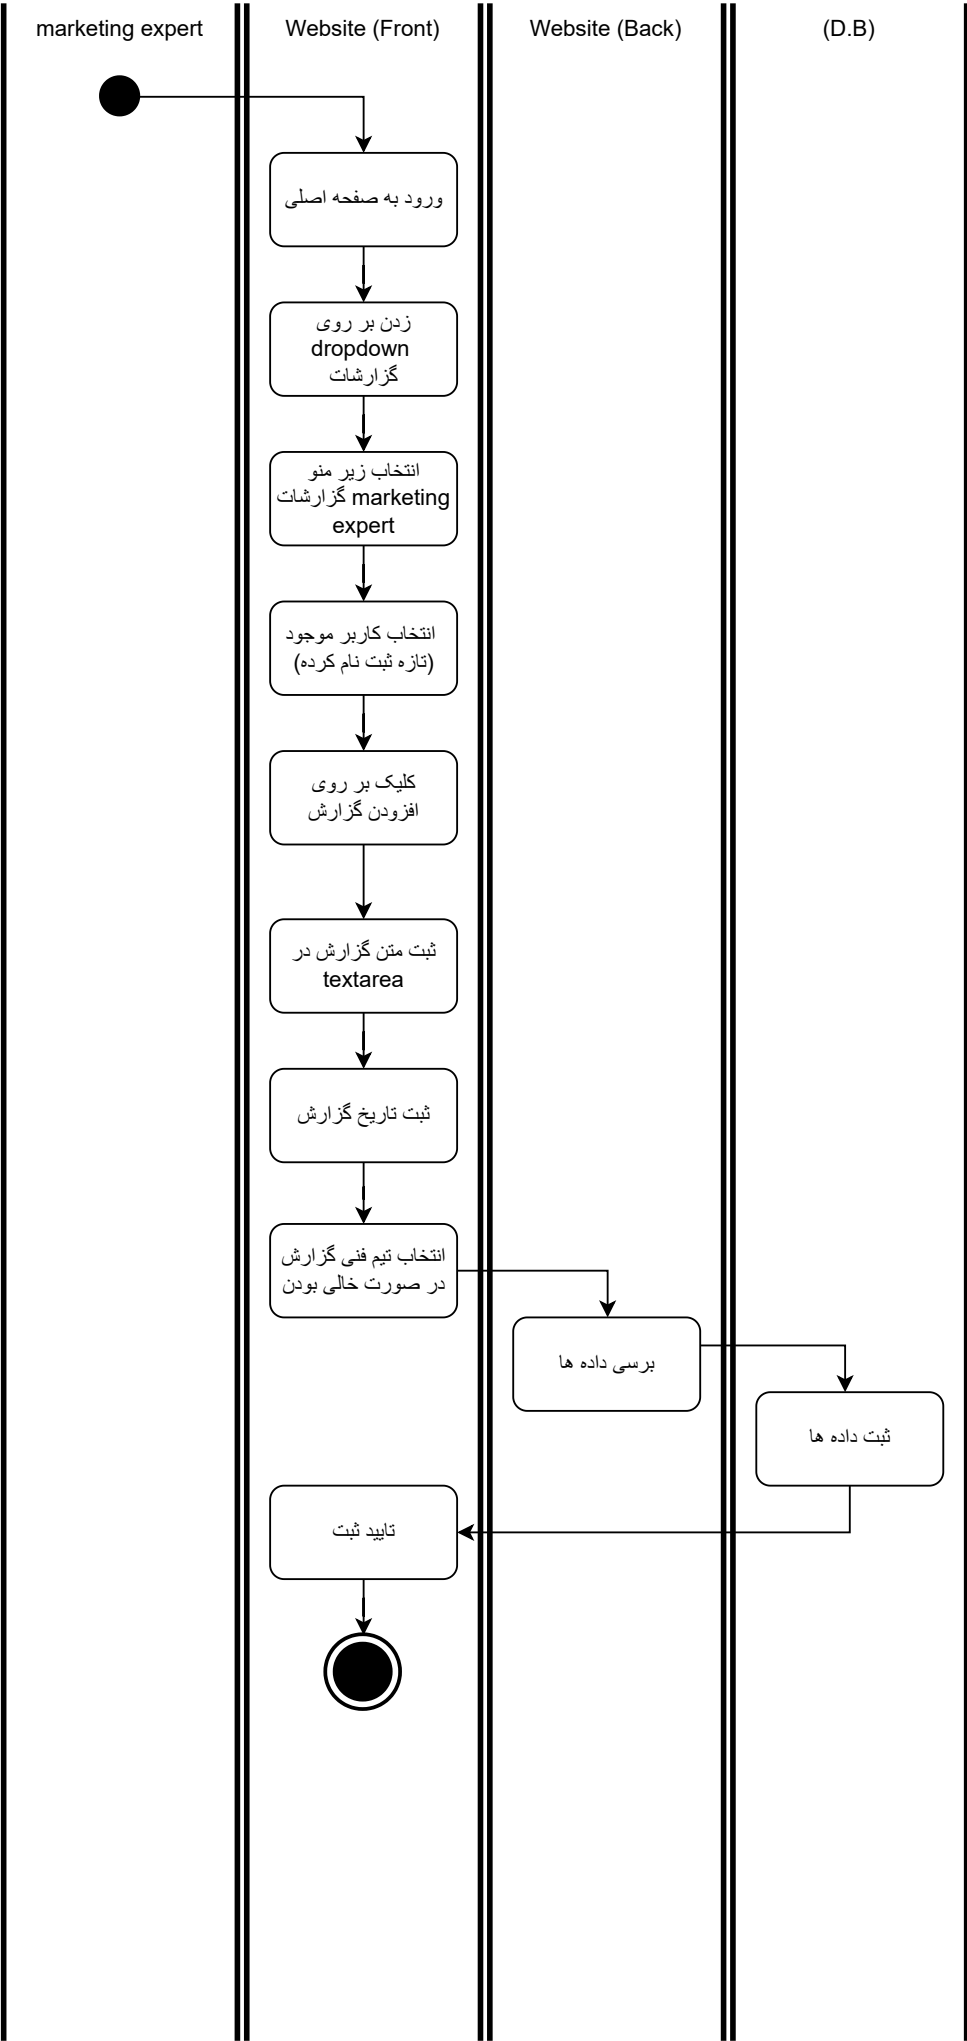 marketing expert
Website (Front)
Website (Back)
(D.B)
ورود به صفحه اصلی
زدن بر روی
dropdown
گزارشات
انتخاب زیر منو
گزارشات marketing
expert
انتخاب کاربر موجود
(تازه ثبت نام کرده)
کلیک بر روی
افزودن گزارش
ثبت متن گزارش در
textarea
ثبت تاریخ گزارش
انتخاب تیم فنی گزارش
در صورت خالی بودن
برسی داده ها
ثبت داده ها
تایید ثبت